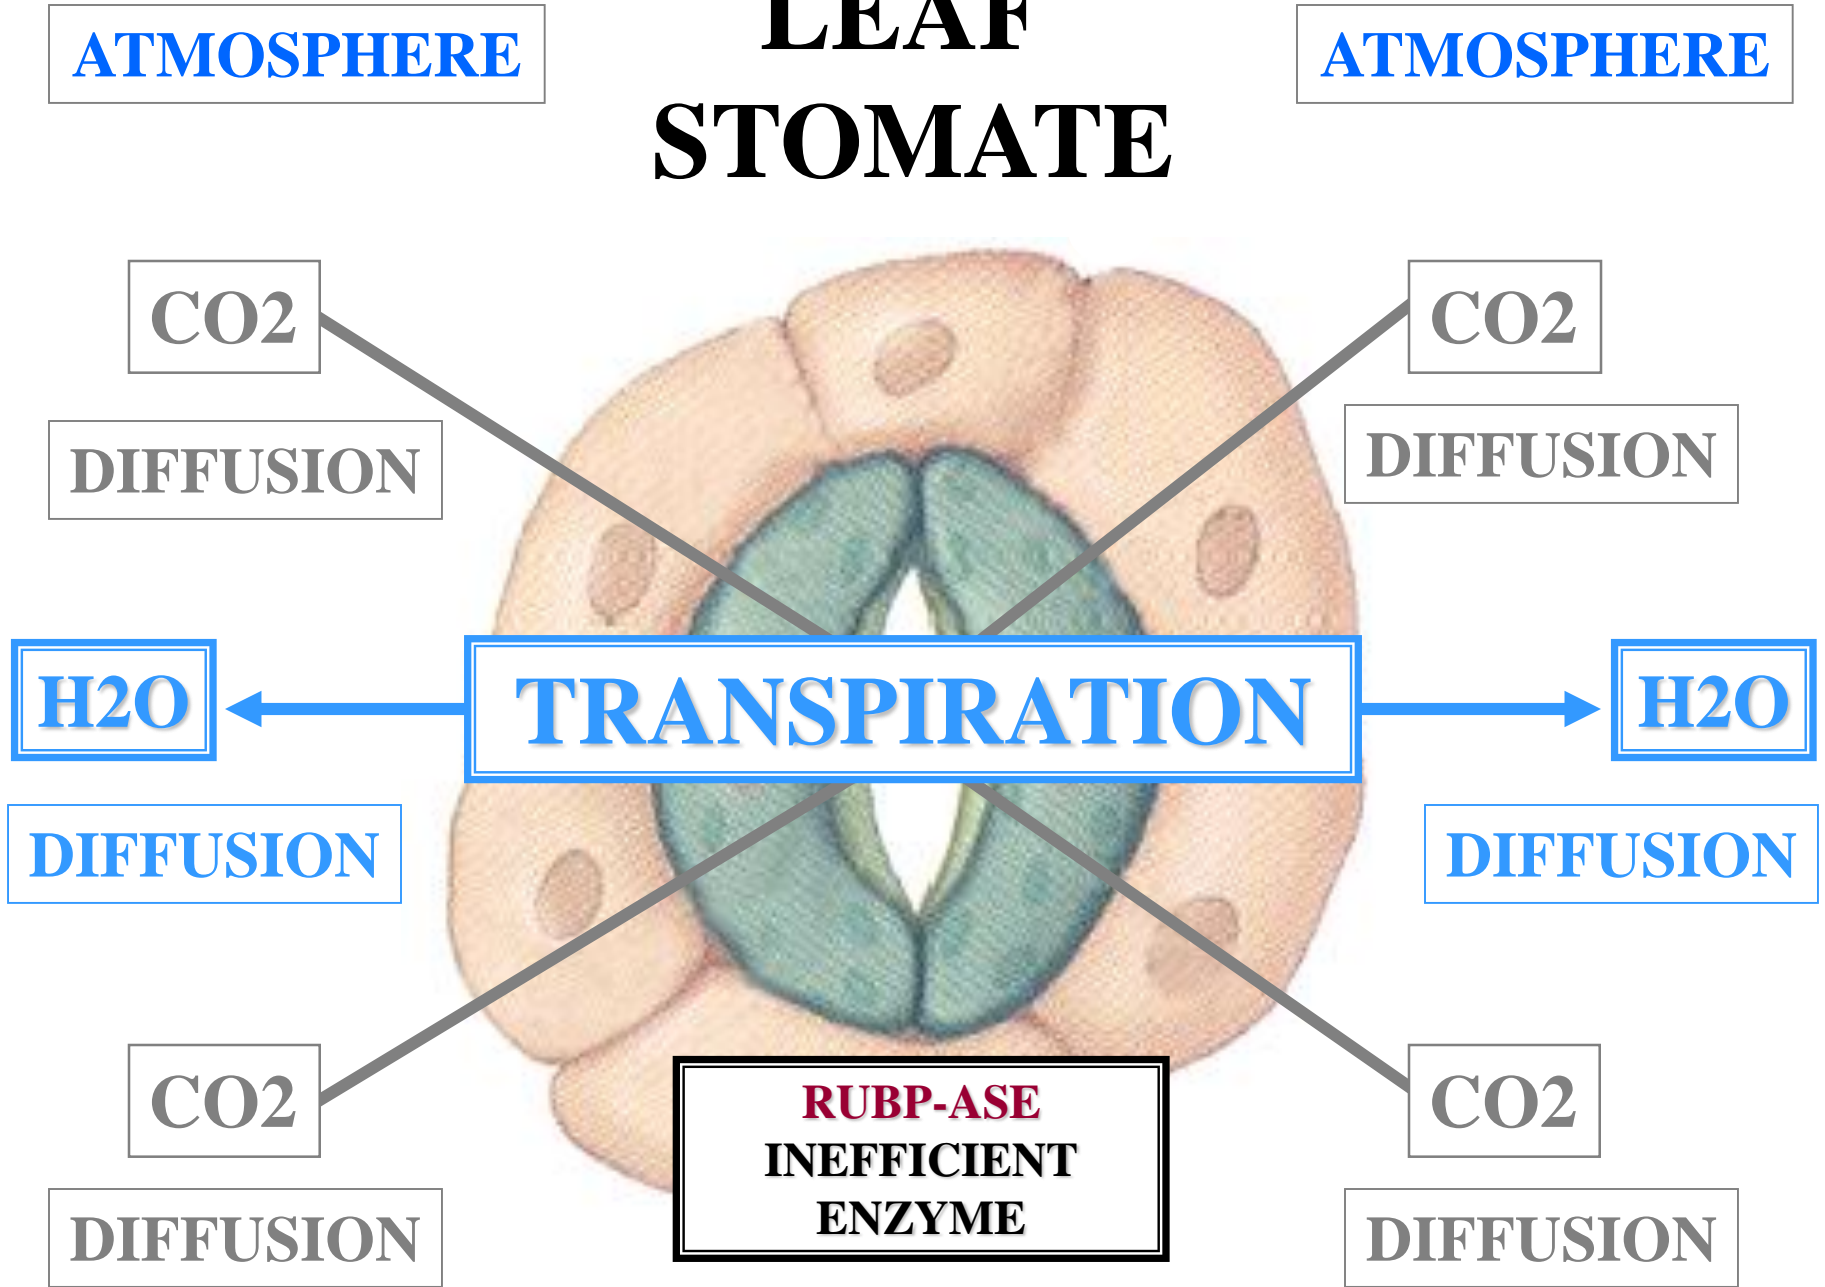 LEAF
STOMATE
ATMOSPHERE
ATMOSPHERE
CO2
CO2
DIFFUSION
DIFFUSION
H2O
TRANSPIRATION
H2O
DIFFUSION
DIFFUSION
CO2
CO2
RUBP-ASE
INEFFICIENT
ENZYME
DIFFUSION
DIFFUSION